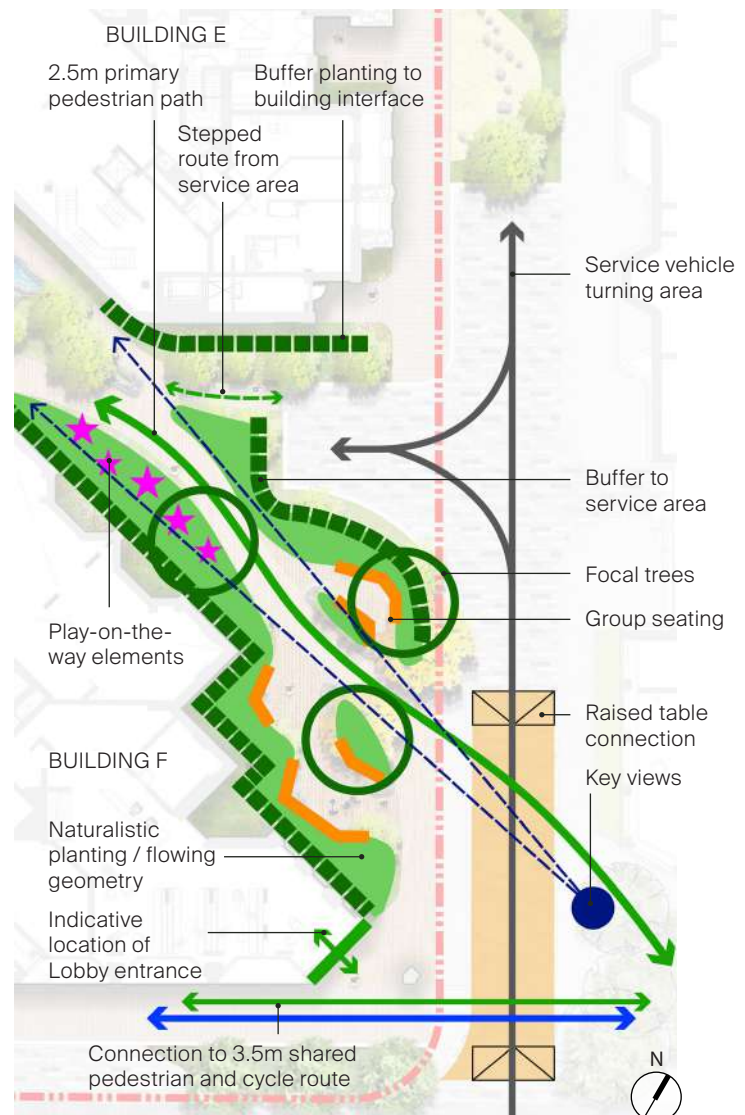 BUILDING E
2.5m primary
pedestrian path
Buffer planting to
building interface
Stepped
route from
service area
Service vehicle
turning area
Buffer to
service area
Focal trees
Group seating
Play-on-the-
way elements
Raised table
connection
Key views
BUILDING F
Naturalistic
planting / flowing
geometry
Indicative
location of
Lobby entrance
Connection to 3.5m shared
pedestrian and cycle route
N